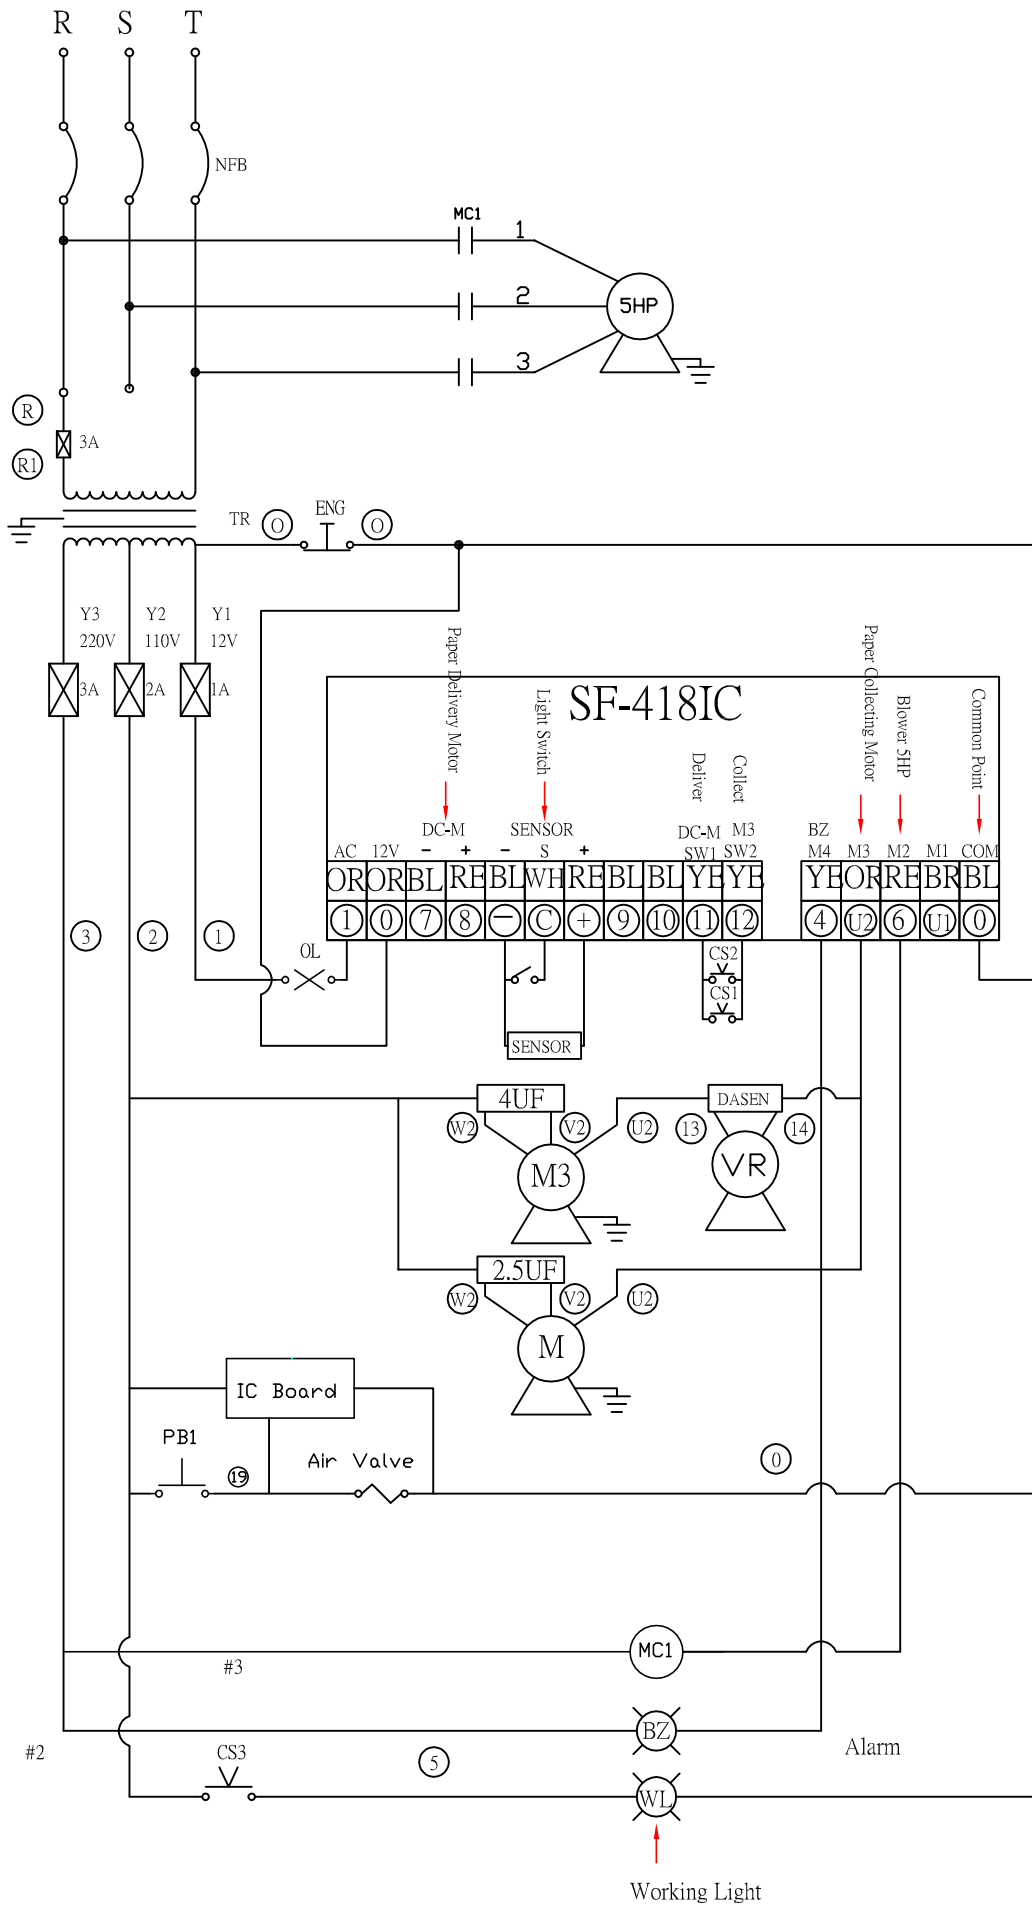 R S T
NFB
MC1
1
2
5HP
3
R
3A
R1
TR O ENG O
Y3 Y2 Y1
220V 110V 12V
3A 2A 1A
Paper Delivery Motor
Light Switch
SF-418IC
Deliver
Collect
Paper Collecting Motor
Blower 5HP
Common Point
DC-M SENSOR DC-M M3 BZ
AC 12V - + - S + SW1 SW2 M4 M3 M2 M1 COM
OR OR BL RE BL WH RE BL BL YE YE YE OR RE BR BL
1 0 7 8 - C + 9 10 11 12 4 U2 6 U1 0
3 2 1
OL
CS2
CS1
SENSOR
4UF DASEN
W2 V2 U2 13 14
M3 VR
2.5UF
W2 V2 U2
M
IC Board
PB1
19 Air Valve 0
MC1
#3
BZ
#2 CS3 5 Alarm
WL
Working Light